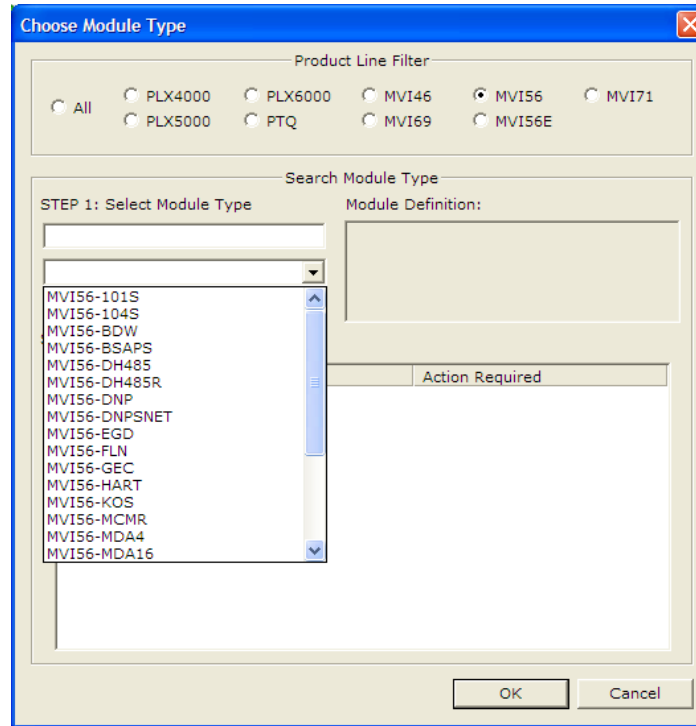 Choose Module Type
Product Line Filter
All
PLX4000
PLX6000
MVI46
MVI56
MVI71
PLX5000
PTQ
MVI69
MVI56E
Search Module Type
STEP 1: Select Module Type
Module Definition:
MVI56-101S
MVI56-104S
MVI56-BDW
MVI56-BSAPS
MVI56-DH485
MVI56-DH485R
MVI56-DNP
MVI56-DNPSNET
MVI56-EGD
MVI56-FLN
MVI56-GEC
MVI56-HART
MVI56-KOS
MVI56-MCMR
MVI56-MDA4
MVI56-MDA16
Action Required
OK
Cancel